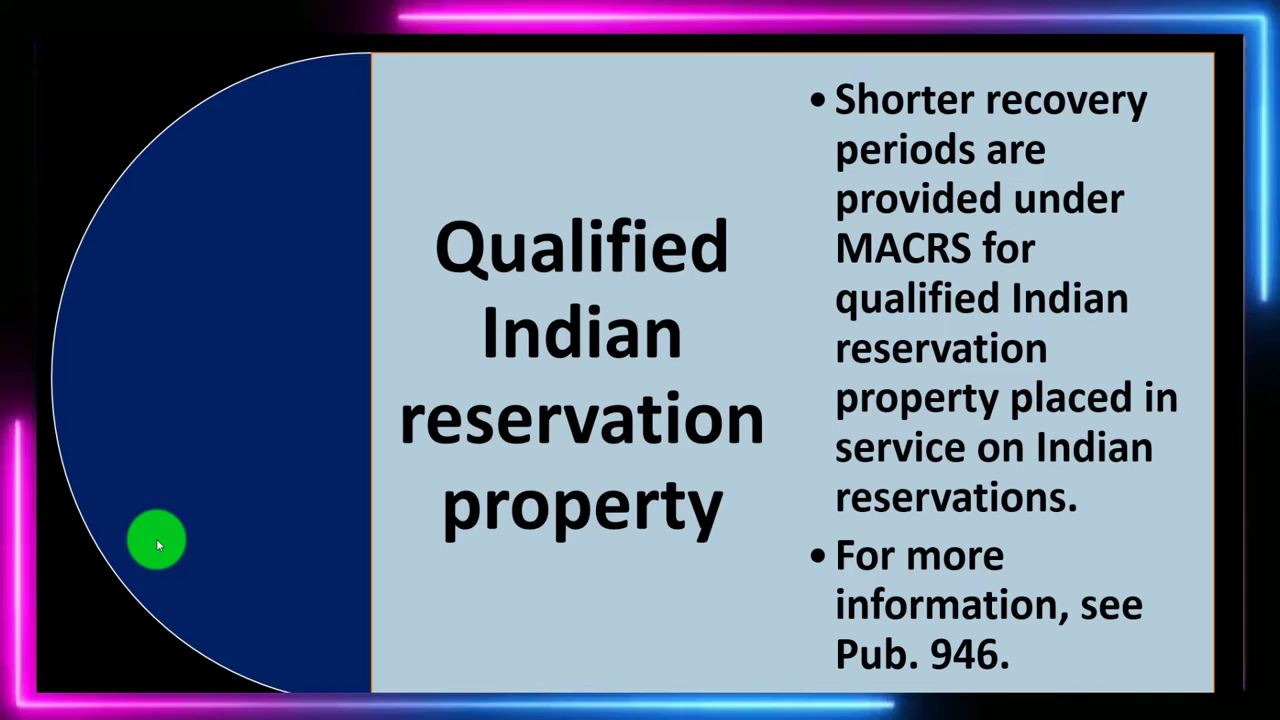 Qualified
Indian
reservation
property
• Shorter recovery
periods are
provided under
MACRS for
qualified Indian
reservation
property placed in
service on Indian
reservations.
• For more
information, see
Pub. 946.